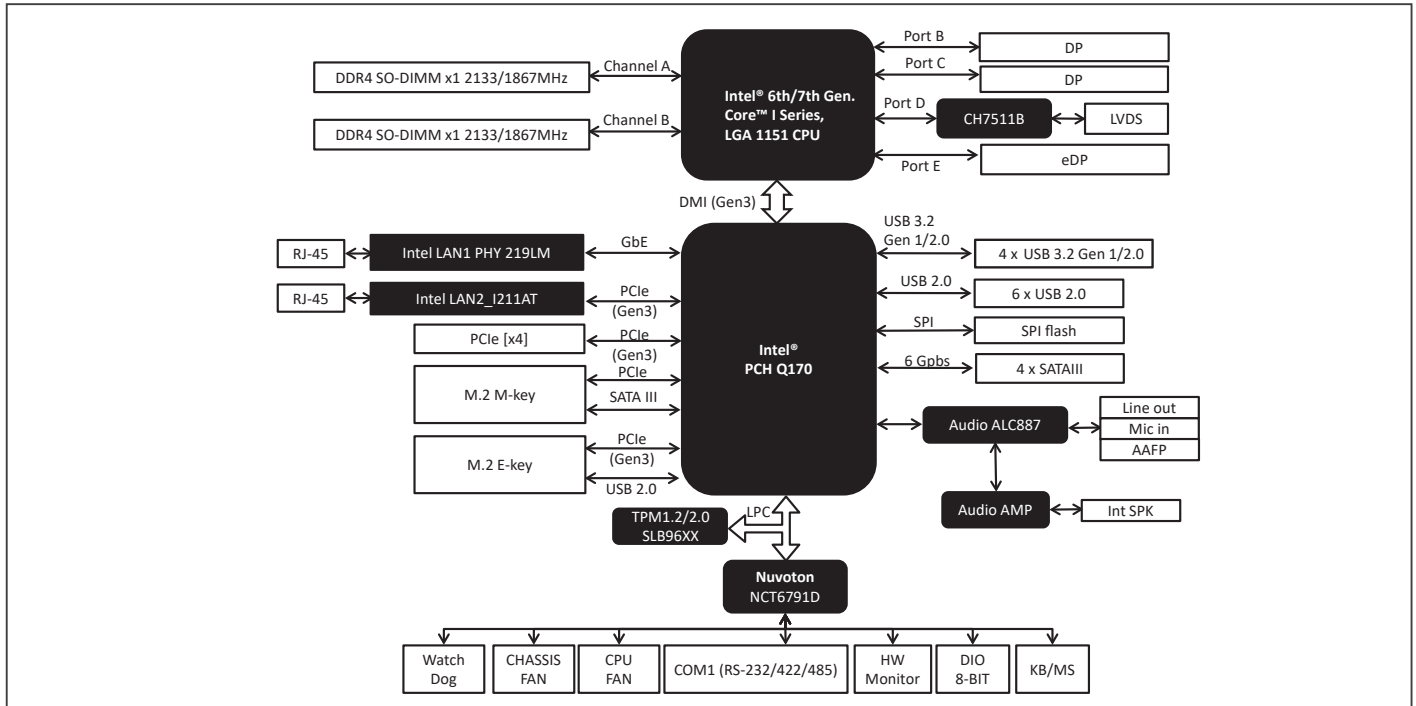 Port B
DP
Channel A
DDR4 SO-DIMM x1 2133/1867MHz
Port C
DP
Intel® 6th/7th Gen.
Core™ I Series,
LGA 1151 CPU
Port D
CH7511B
LVDS
Channel B
DDR4 SO-DIMM x1 2133/1867MHz
Port E
eDP
DMI (Gen3)
USB 3.2
Gen 1/2.0
4 x USB 3.2 Gen 1/2.0
RJ-45
Intel LAN1 PHY 219LM
GbE
RJ-45
Intel LAN2_I211AT
PCIe
(Gen3)
USB 2.0
6 x USB 2.0
PCIe [x4]
PCIe
(Gen3)
SPI
SPI flash
Intel®
PCH Q170
6 Gpbs
4 x SATAIII
M.2 M-key
PCIe
SATA III
Audio ALC887
Line out
Mic in
AAFP
M.2 E-key
PCIe
(Gen3)
USB 2.0
Audio AMP
Int SPK
TPM1.2/2.0
SLB96XX
LPC
Nuvoton
NCT6791D
Watch
Dog
CHASSIS
FAN
CPU
FAN
COM1 (RS-232/422/485)
HW
Monitor
DIO
8-BIT
KB/MS